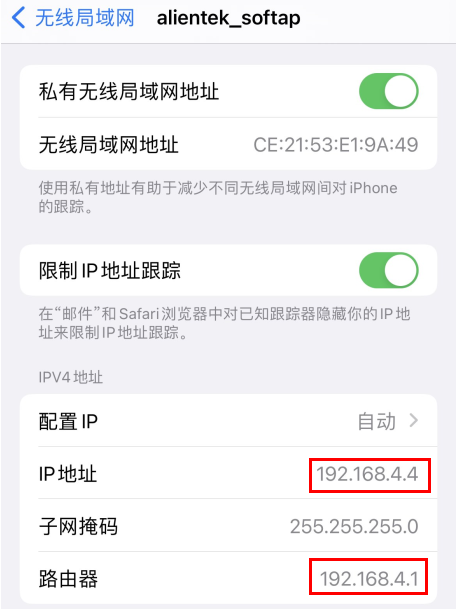 无线局域网 alientek_softap
私有无线局域网地址
无线局域网地址 CE:21:53:E1:9A:49
使用私有地址有助于减少不同无线局域网间对 iPhone
的跟踪。
限制 IP 地址跟踪
在“邮件”和 Safari 浏览器中对已知跟踪器隐藏你的 IP 地
址来限制 IP 地址跟踪。
IPV4 地址
配置 IP 自动
IP 地址 192.168.4.4
子网掩码 255.255.255.0
路由器 192.168.4.1